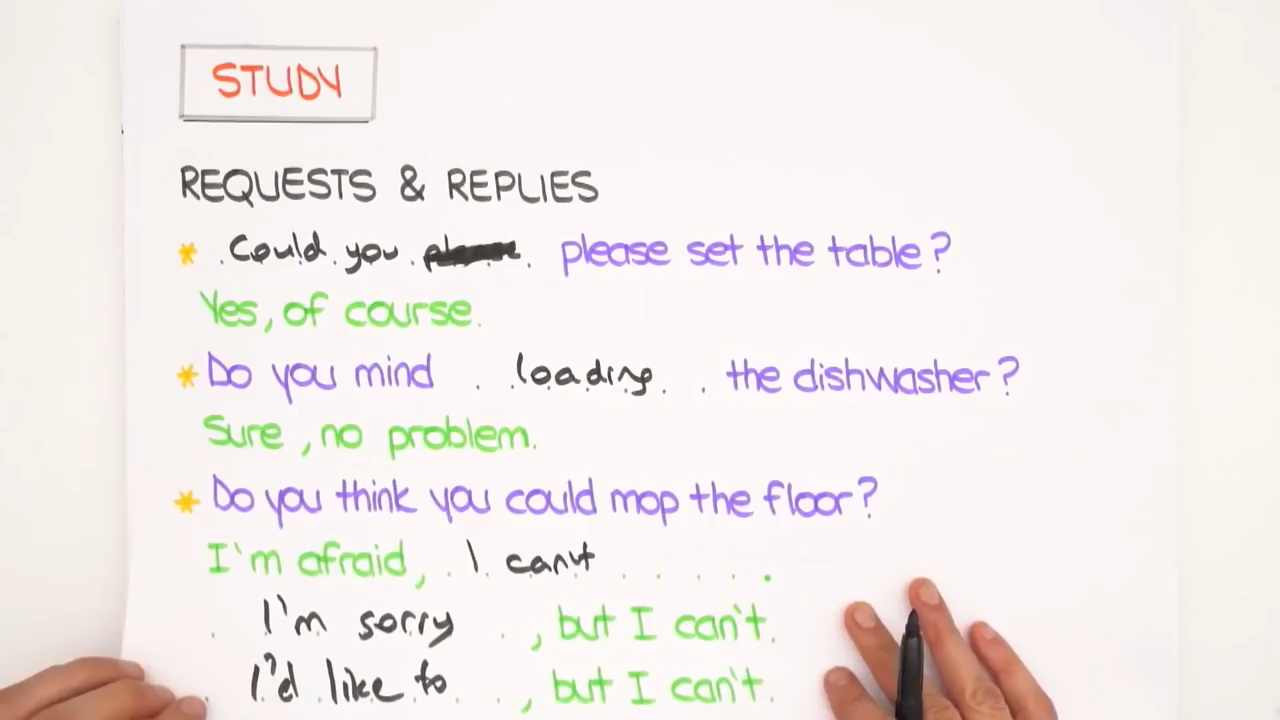 STUDY
REQUESTS & REPLIES
* Could you please set the table?
Yes, of course.
* Do you mind loading the dishwasher?
Sure, no problem.
* Do you think you could mop the floor?
I'm afraid, I can't .
I'm sorry , but I can't.
I'd like to , but I can't.